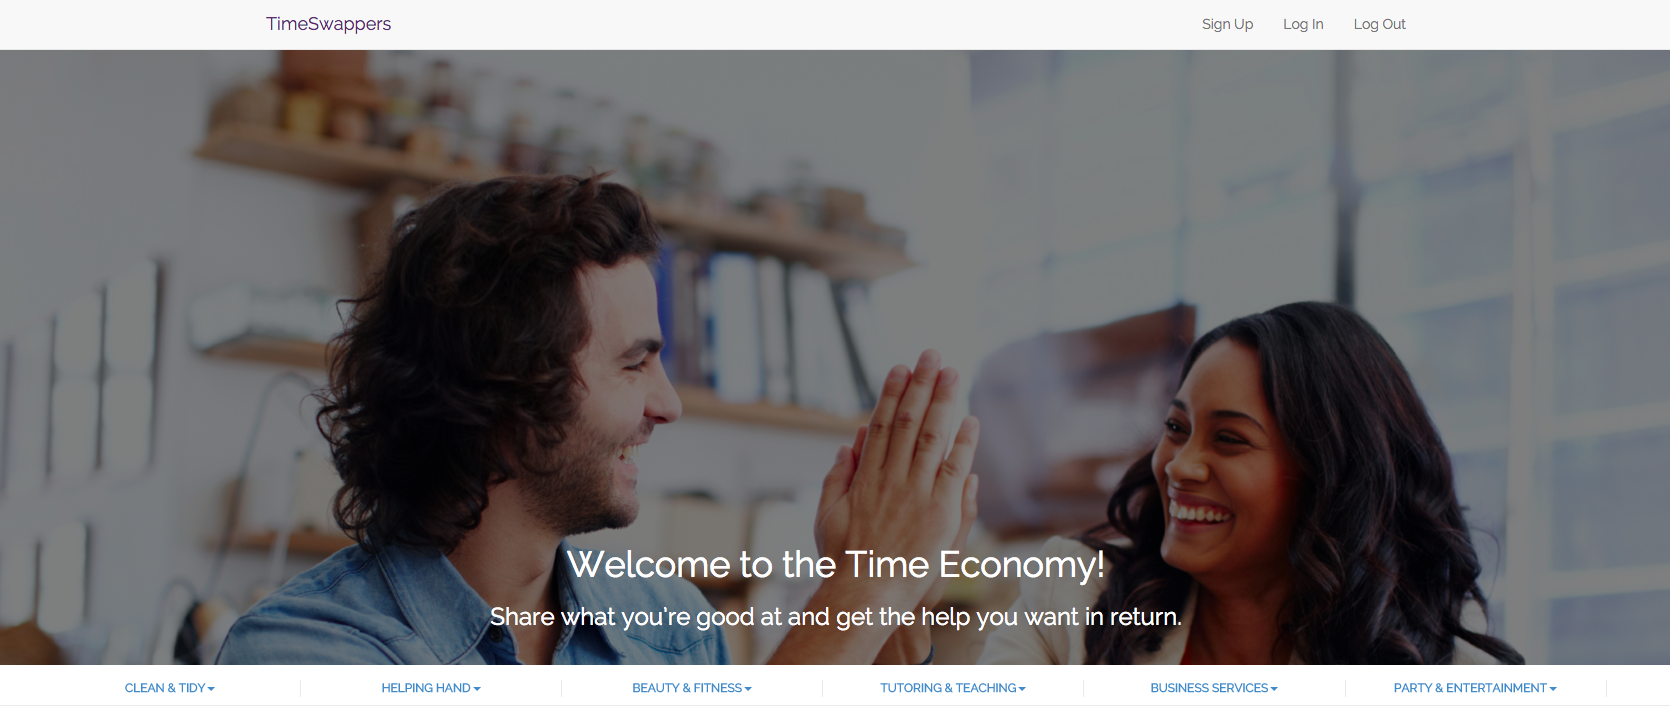 TimeSwappers
Sign Up Log In Log Out
Welcome to the Time Economy!
Share what you're good at and get the help you want in return.
CLEAN & TIDY HELPING HAND BEAUTY & FITNESS TUTORING & TEACHING BUSINESS SERVICES PARTY & ENTERTAINMENT